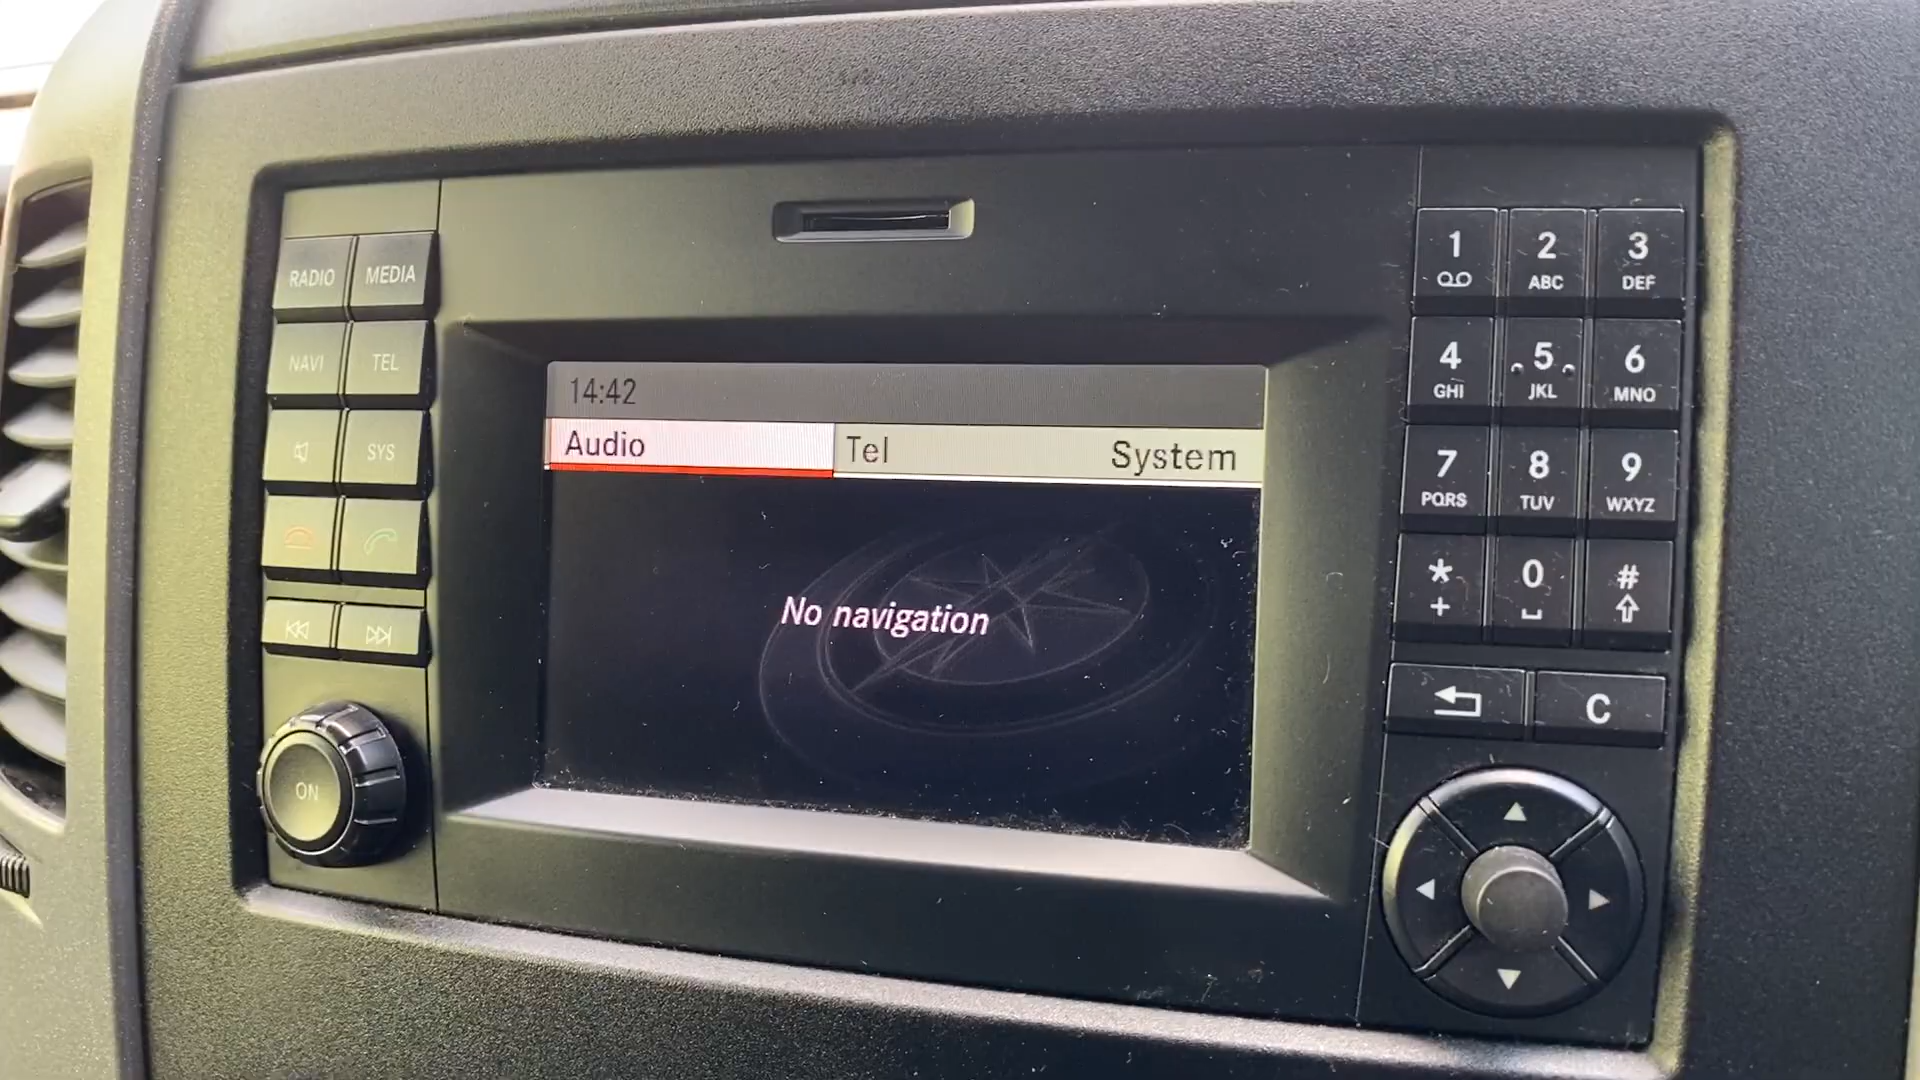 RADIO MEDIA
NAVI TEL
SYS
ON
14:42
Audio Tel System
No navigation
1 2 ABC 3 DEF
4 GHI 5 JKL 6 MNO
7 PQRS 8 TUV 9 WXYZ
* + 0 #
C